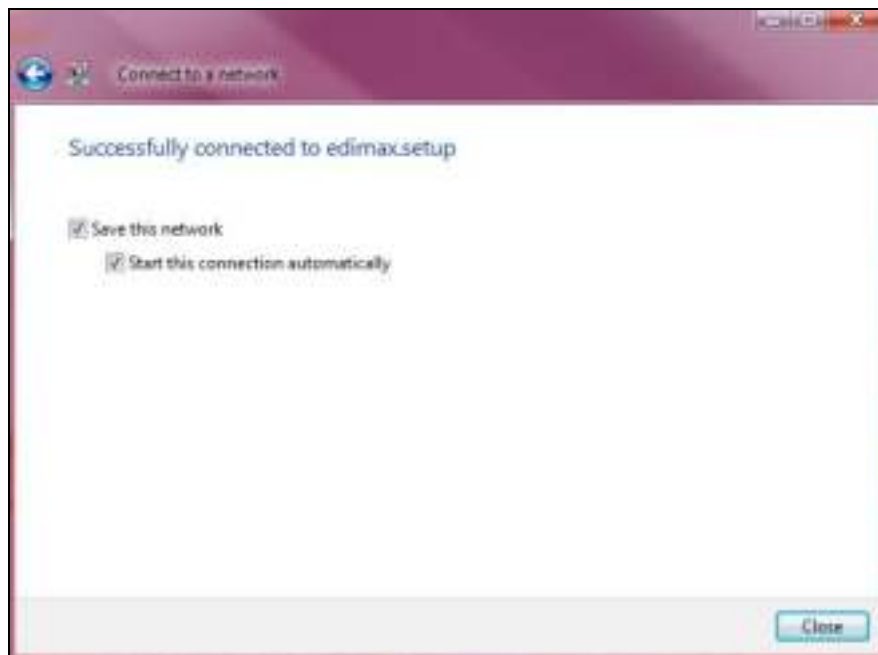 Connect to a network
Successfully connected to edimax.setup
Save this network
Start this connection automatically
Close